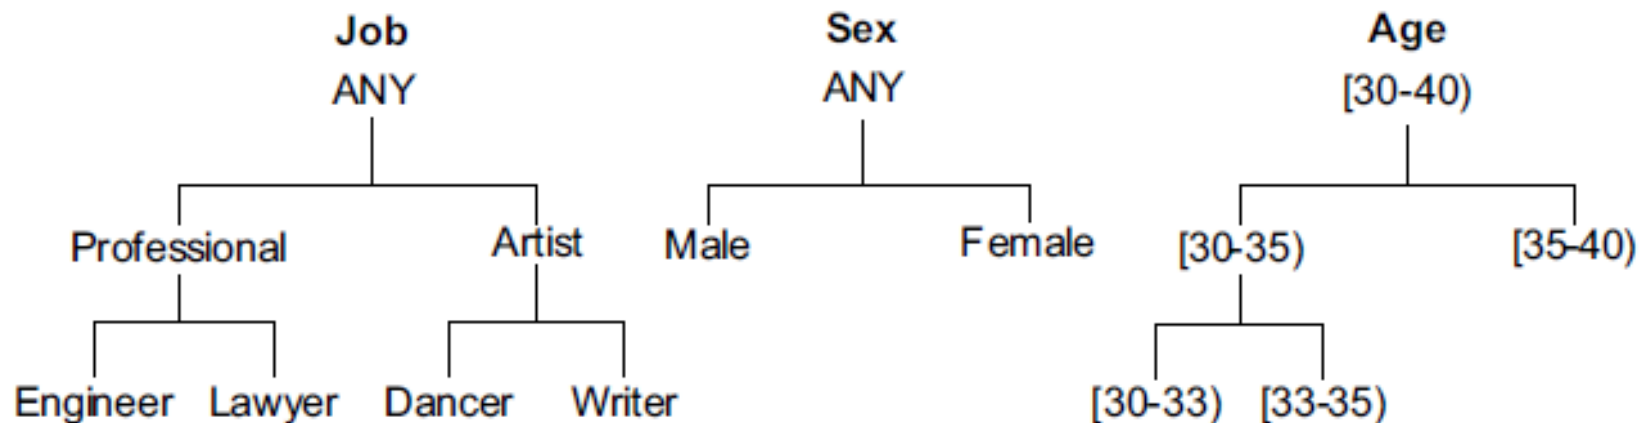 Job Sex Age
ANY ANY [30-40)
Professional Artist Male Female [30-35) [35-40)
Engineer Lawyer Dancer Writer [30-33) [33-35)